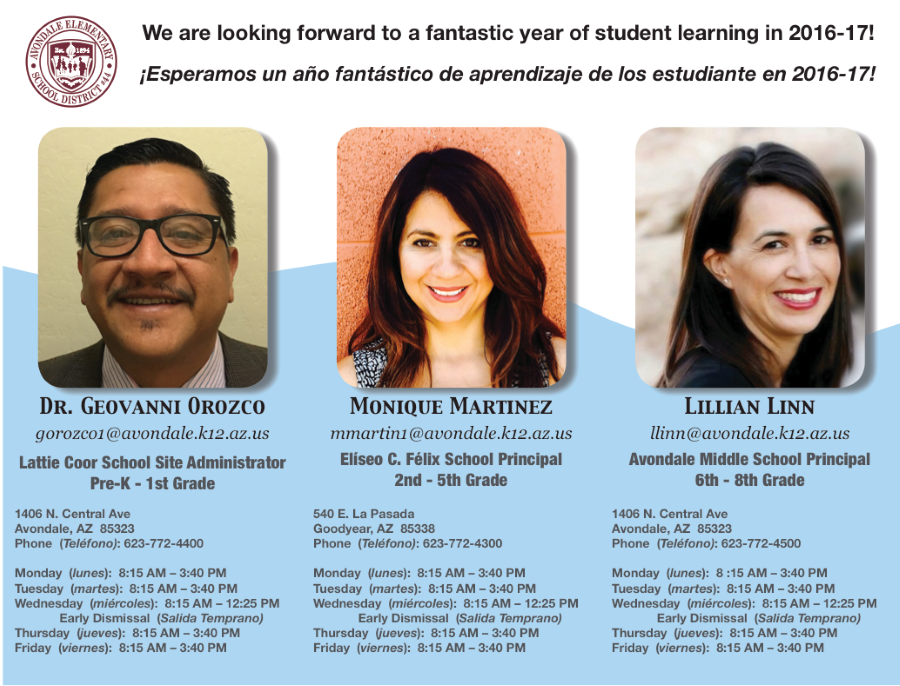 AVONDALE ELEMENTARY
Est. 1894
SCHOOL DISTRICT #44
We are looking forward to a fantastic year of student learning in 2016-17!
¡Esperamos un año fantástico de aprendizaje de los estudiante en 2016-17!
Dr. Geovanni Orozco
gorozco1@avondale.k12.az.us
Lattie Coor School Site Administrator
Pre-K - 1st Grade
1406 N. Central Ave
Avondale, AZ 85323
Phone (Teléfono): 623-772-4400
Monday (lunes): 8:15 AM – 3:40 PM
Tuesday (martes): 8:15 AM – 3:40 PM
Wednesday (miércoles): 8:15 AM – 12:25 PM
Early Dismissal (Salida Temprano)
Thursday (jueves): 8:15 AM – 3:40 PM
Friday (viernes): 8:15 AM – 3:40 PM
Monique Martinez
mmartin1@avondale.k12.az.us
Elíseo C. Félix School Principal
2nd - 5th Grade
540 E. La Pasada
Goodyear, AZ 85338
Phone (Teléfono): 623-772-4300
Monday (lunes): 8:15 AM – 3:40 PM
Tuesday (martes): 8:15 AM – 3:40 PM
Wednesday (miércoles): 8:15 AM – 12:25 PM
Early Dismissal (Salida Temprano)
Thursday (jueves): 8:15 AM – 3:40 PM
Friday (viernes): 8:15 AM – 3:40 PM
Lillian Linn
llinn@avondale.k12.az.us
Avondale Middle School Principal
6th - 8th Grade
1406 N. Central Ave
Avondale, AZ 85323
Phone (Teléfono): 623-772-4500
Monday (lunes): 8 :15 AM – 3:40 PM
Tuesday (martes): 8:15 AM – 3:40 PM
Wednesday (miércoles): 8:15 AM – 12:25 PM
Early Dismissal (Salida Temprano)
Thursday (jueves): 8:15 AM – 3:40 PM
Friday (viernes): 8:15 AM – 3:40 PM